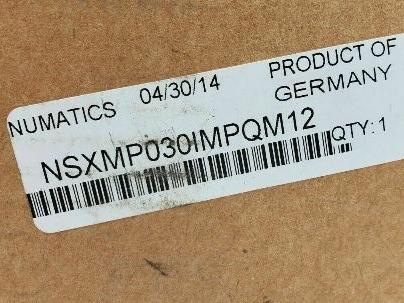 NUMATICS 04/30/14 PRODUCT OF
GERMANY
NSXMP030IMPQM12 QTY: 1